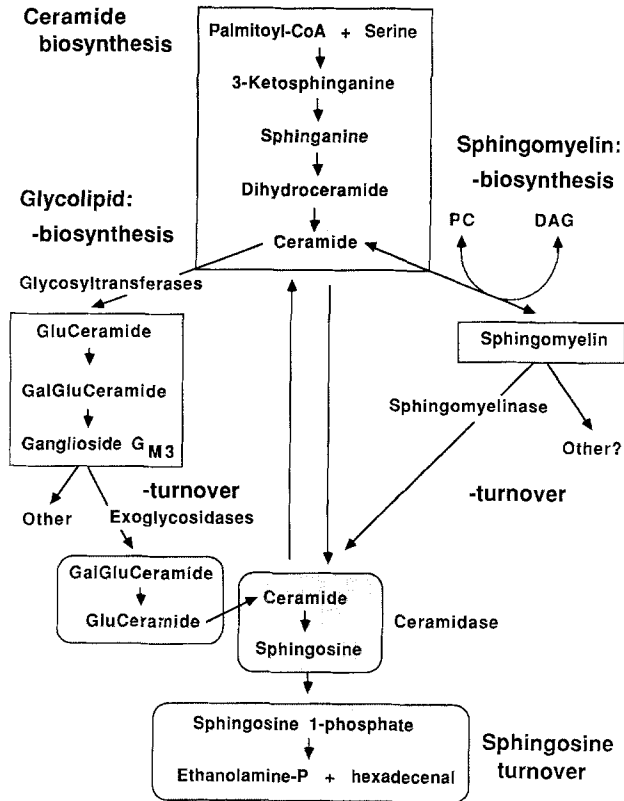 Ceramide
biosynthesis
Palmitoyl-CoA + Serine
3-Ketosphinganine
Sphinganine
Dihydroceramide
Ceramide
Sphingomyelin:
-biosynthesis
PC DAG
Glycolipid:
-biosynthesis
Glycosyltransferases
GluCeramide
GalGluCeramide
Ganglioside GM3
Sphingomyelin
Sphingomyelinase
Other?
-turnover
-turnover
Other
Exoglycosidases
GalGluCeramide
GluCeramide
Ceramide
Sphingosine
Ceramidase
Sphingosine 1-phosphate
Ethanolamine-P + hexadecenal
Sphingosine
turnover